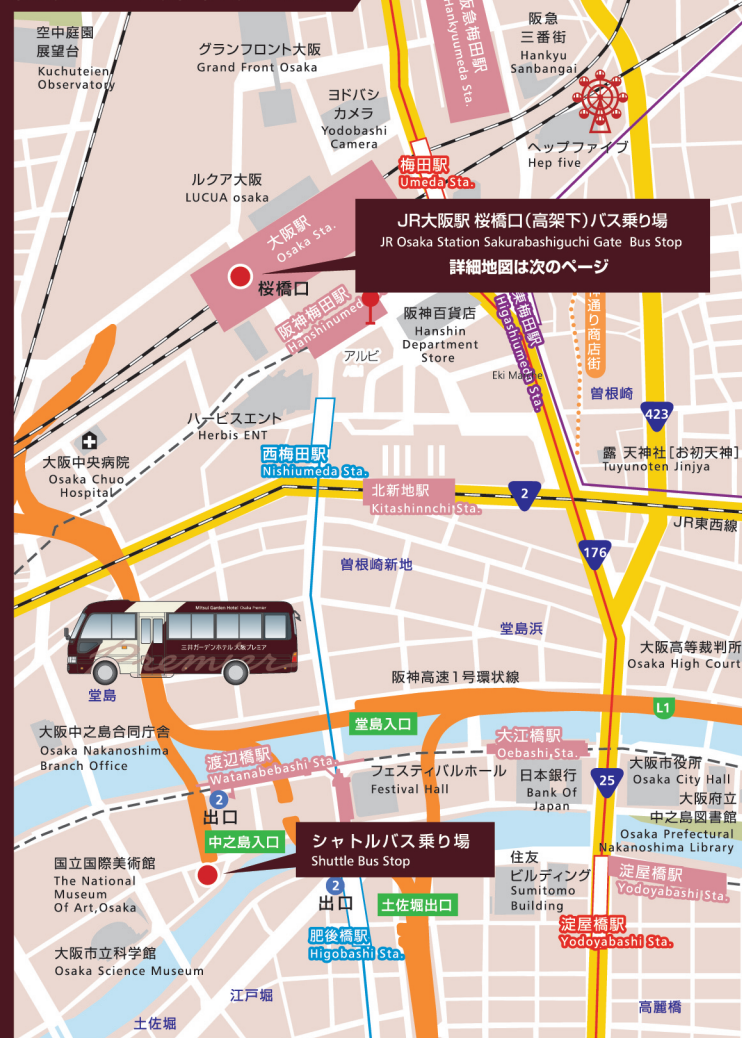 空中庭園
展望台
Kuchuteien
Observatory
グランフロント大阪
Grand Front Osaka
阪急梅田駅
Hankyuumeda Sta.
阪急
三番街
Hankyu
Sanbangai
ヨドバシ
カメラ
Yodobashi
Camera
ヘップファイブ
Hep five
梅田駅
Umeda Sta.
ルクア大阪
LUCUA osaka
大阪駅
Osaka Sta.
JR大阪駅 桜橋口(高架下)バス乗り場
JR Osaka Station Sakurabashiguchi Gate Bus Stop
詳細地図は次のページ
桜橋口
阪神梅田駅
Hanshinumed
アルビ
阪神百貨店
Hanshin
Department
Store
東梅田駅
Higashiumeda Sta.
通り商店街
Eki Ma
曽根崎
423
ハービスエント
Herbis ENT
大阪中央病院
Osaka Chuo
Hospital
西梅田駅
Nishiumeda Sta.
露 天神社[お初天神]
Tuyunoten Jinjya
北新地駅
Kitashinnchi Sta.
2
JR東西線
176
曽根崎新地
堂島浜
Mitsui Garden Hotel Osaka Premier
三井ガーデンホテル大阪プレミア
Premier
堂島
大阪高等裁判所
Osaka High Court
阪神高速1号環状線
L1
堂島入口
大阪中之島合同庁舎
Osaka Nakanoshima
Branch Office
渡辺橋駅
Watanabebashi Sta.
大江橋駅
Oebashi Sta.
フェスティバルホール
Festival Hall
日本銀行
Bank Of
Japan
25
大阪市役所
Osaka City Hall
大阪府立
中之島図書館
Osaka Prefectural
Nakanoshima Library
2
出口
中之島入口
シャトルバス乗り場
Shuttle Bus Stop
国立国際美術館
The National
Museum
Of Art,Osaka
2
出口
土佐堀出口
住友
ビルディング
Sumitomo
Building
淀屋橋駅
Yodoyabashi Sta.
淀屋橋駅
Yodoyabashi Sta.
肥後橋駅
Higobashi Sta.
大阪市立科学館
Osaka Science Museum
江戸堀
土佐堀
高麗橋